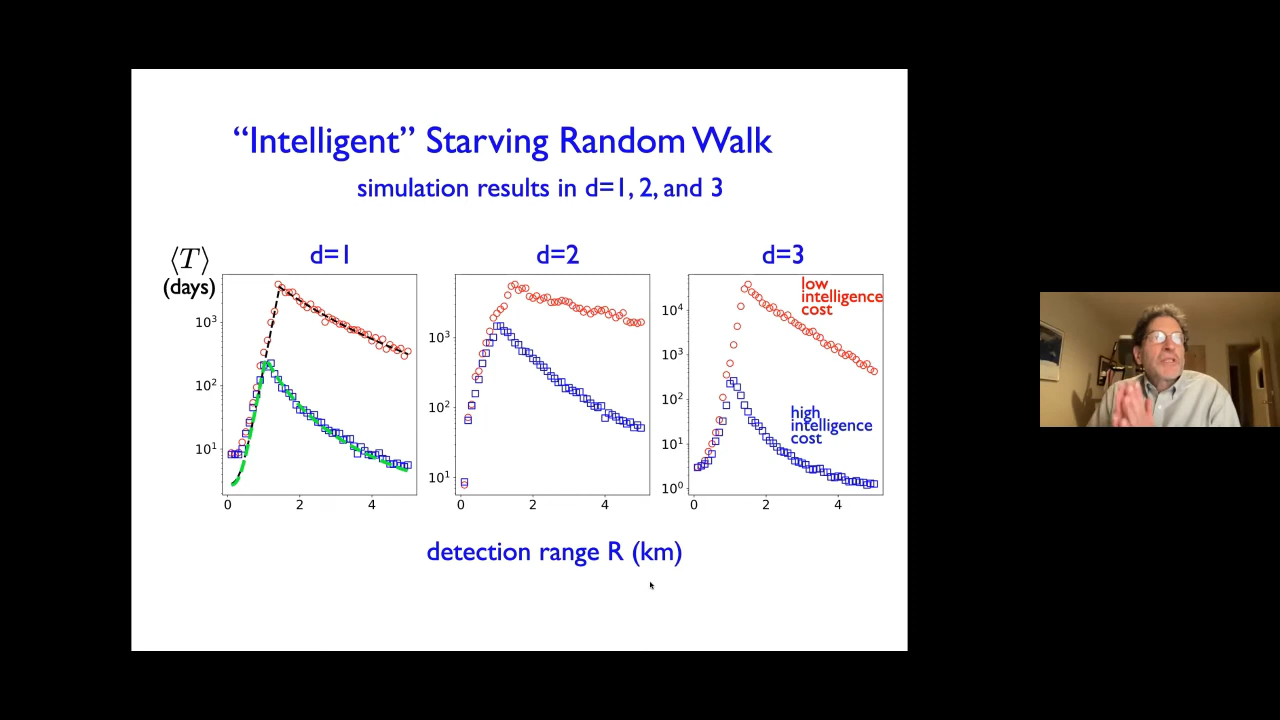 “Intelligent” Starving Random Walk
simulation results in d=1, 2, and 3
⟨T⟩
(days)
d=1
d=2
d=3
10³
10²
10¹
0 2 4
10³
10²
10¹
0 2 4
10⁴
10³
10²
10¹
10⁰
0 2 4
low
intelligence
cost
high
intelligence
cost
detection range R (km)